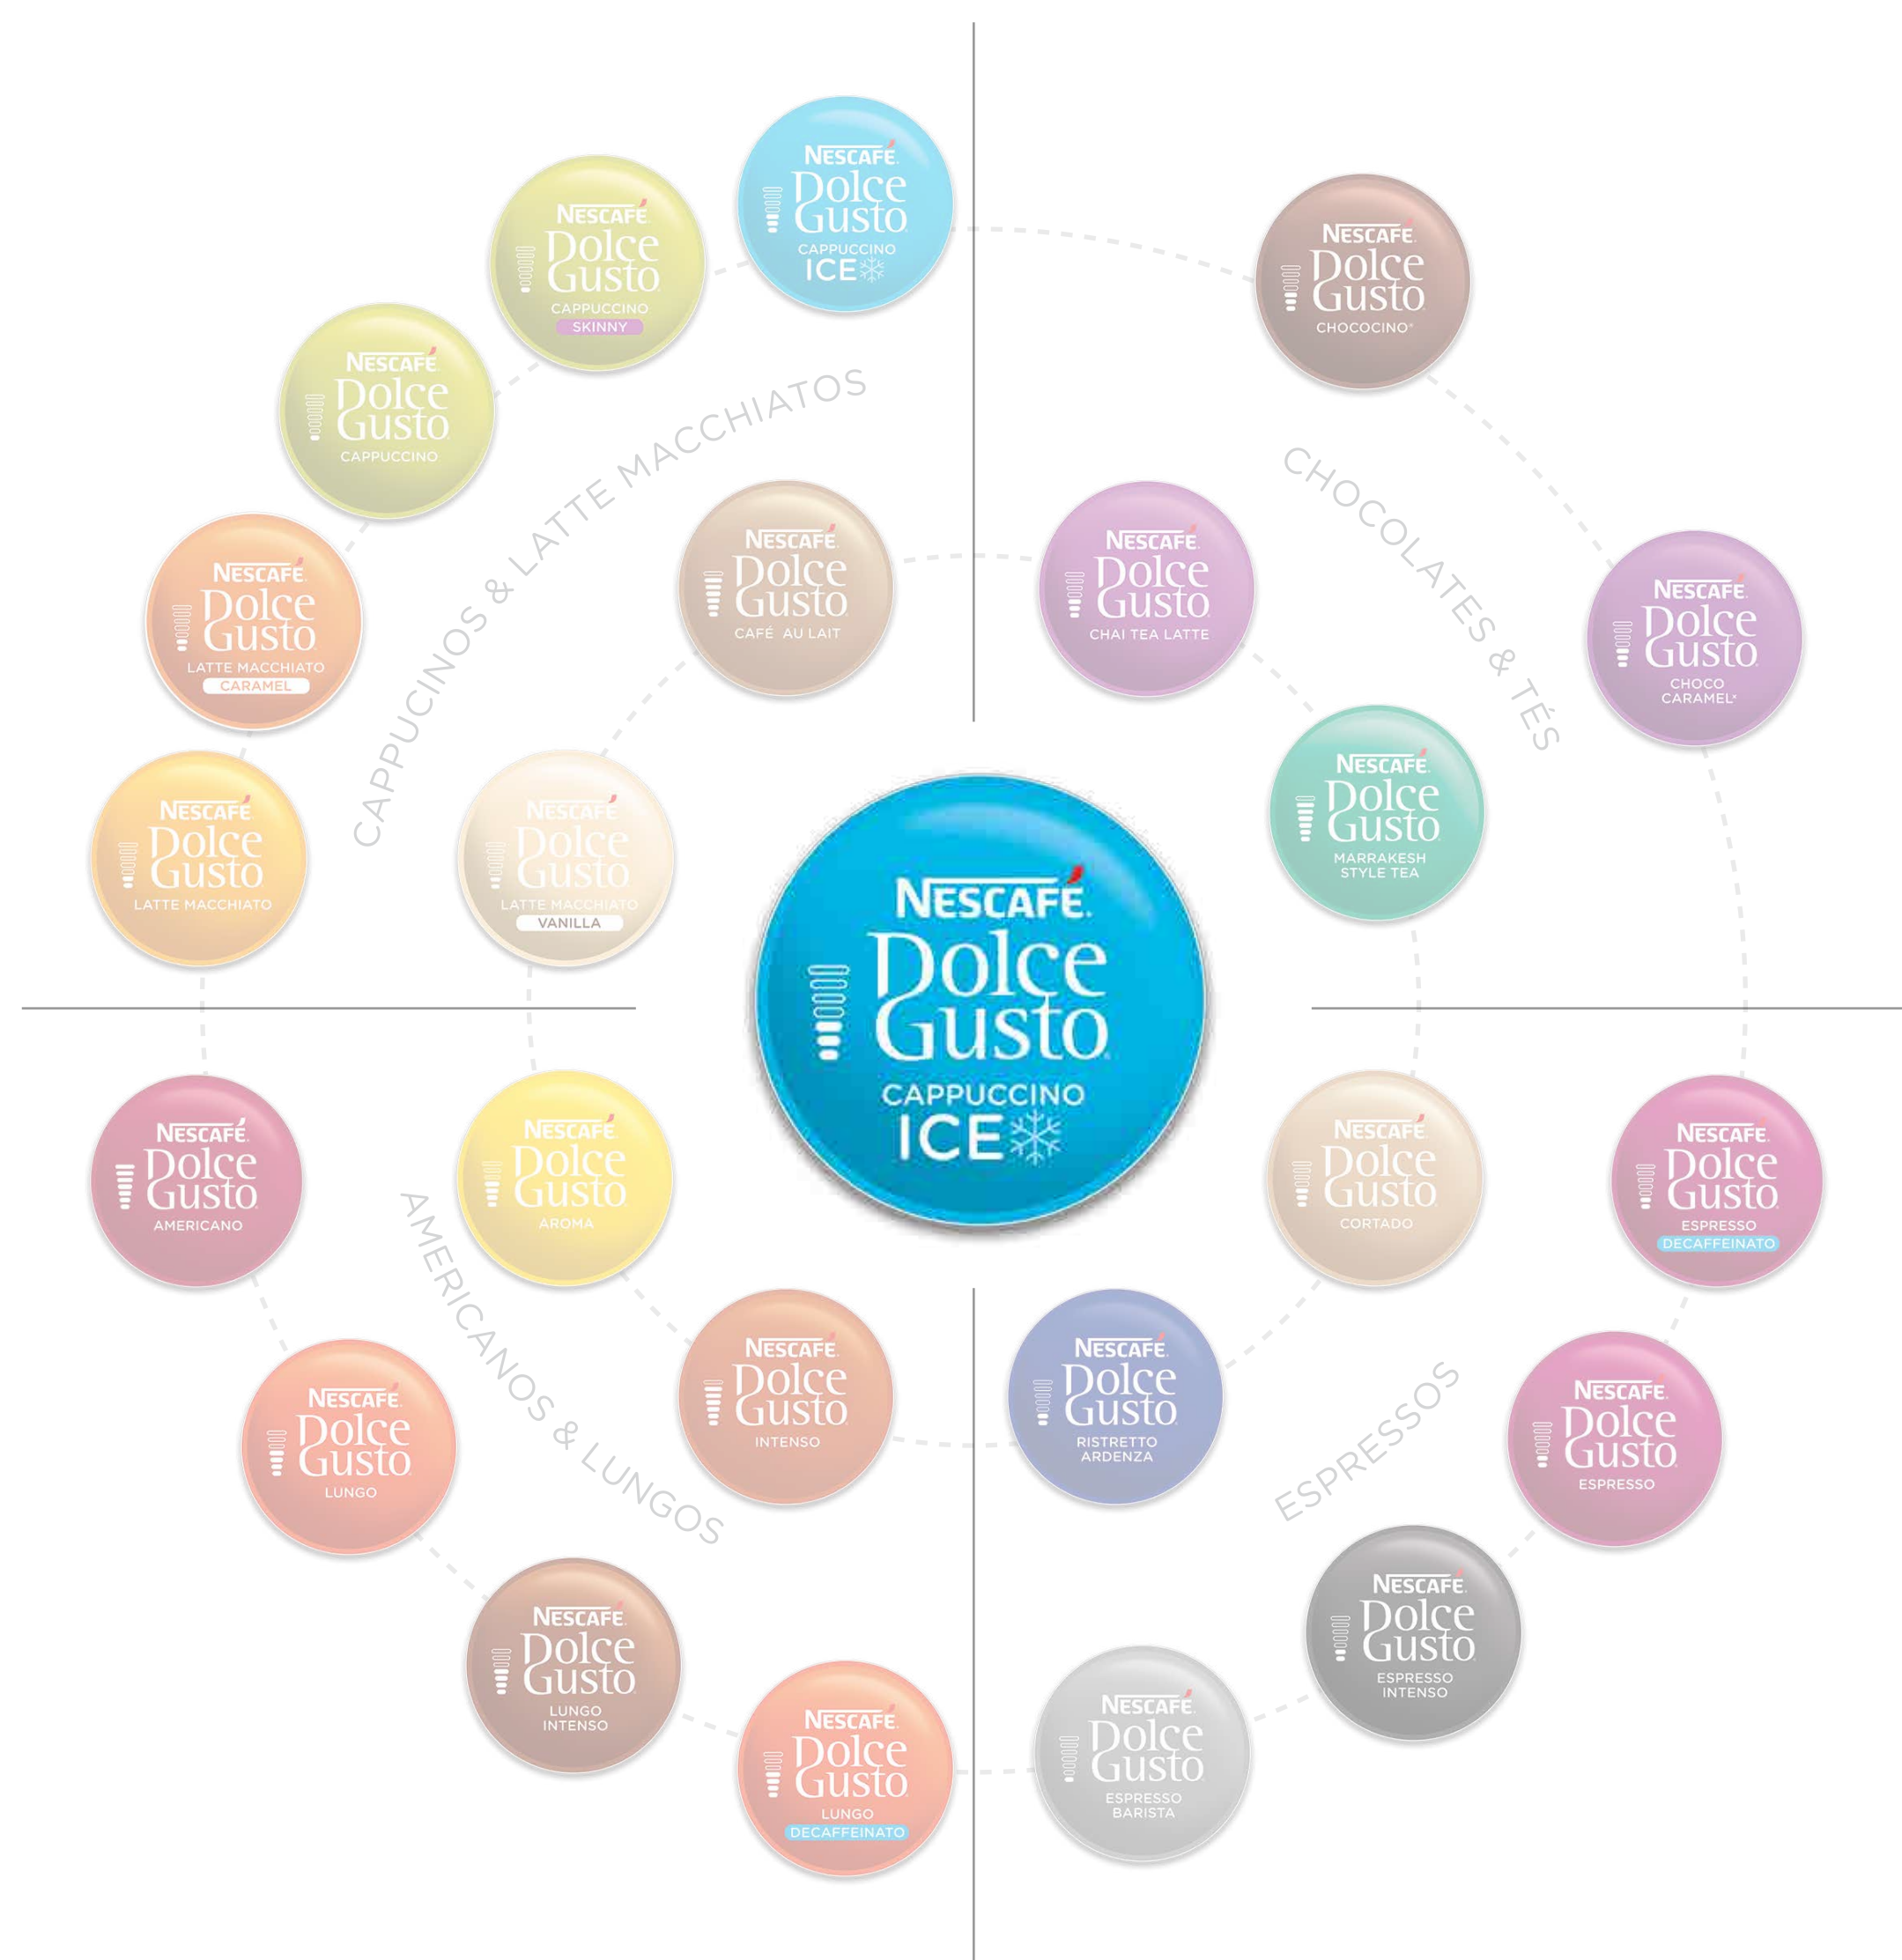 NESCAFÉ.
Dolce
Gusto
CAPPUCCINO
ICE
NESCAFÉ.
Dolce
Gusto
CAPPUCCINO
SKINNY
NESCAFÉ.
Dolce
Gusto
CAPPUCCINO
NESCAFÉ.
Dolce
Gusto
LATTE MACCHIATO
CARAMEL
NESCAFÉ.
Dolce
Gusto
LATTE MACCHIATO
CAPPUCINOS & LATTE MACCHIATOS
NESCAFÉ.
Dolce
Gusto
CAFÉ AU LAIT
NESCAFÉ.
Dolce
Gusto
LATTE MACCHIATO
VANILLA
NESCAFÉ.
Dolce
Gusto
CHOCOCINO®
NESCAFÉ.
Dolce
Gusto
CHOCO
CARAMEL*
CHOCOLATES & TÉS
NESCAFÉ.
Dolce
Gusto
CHAI TEA LATTE
NESCAFÉ.
Dolce
Gusto
MARRAKESH
STYLE TEA
NESCAFÉ.
Dolce
Gusto
CAPPUCCINO
ICE
NESCAFÉ.
Dolce
Gusto
AMERICANO
NESCAFÉ.
Dolce
Gusto
AROMA
AMERICANOS & LUNGOS
NESCAFÉ.
Dolce
Gusto
INTENSO
NESCAFÉ.
Dolce
Gusto
LUNGO
NESCAFÉ.
Dolce
Gusto
LUNGO
INTENSO
NESCAFÉ.
Dolce
Gusto
LUNGO
DECAFFEINATO
NESCAFÉ.
Dolce
Gusto
CORTADO
NESCAFÉ.
Dolce
Gusto
ESPRESSO
DECAFFEINATO
NESCAFÉ.
Dolce
Gusto
RISTRETTO
ARDENZA
ESPRESSOS
NESCAFÉ.
Dolce
Gusto
ESPRESSO
NESCAFÉ.
Dolce
Gusto
ESPRESSO
INTENSO
NESCAFÉ.
Dolce
Gusto
ESPRESSO
BARISTA